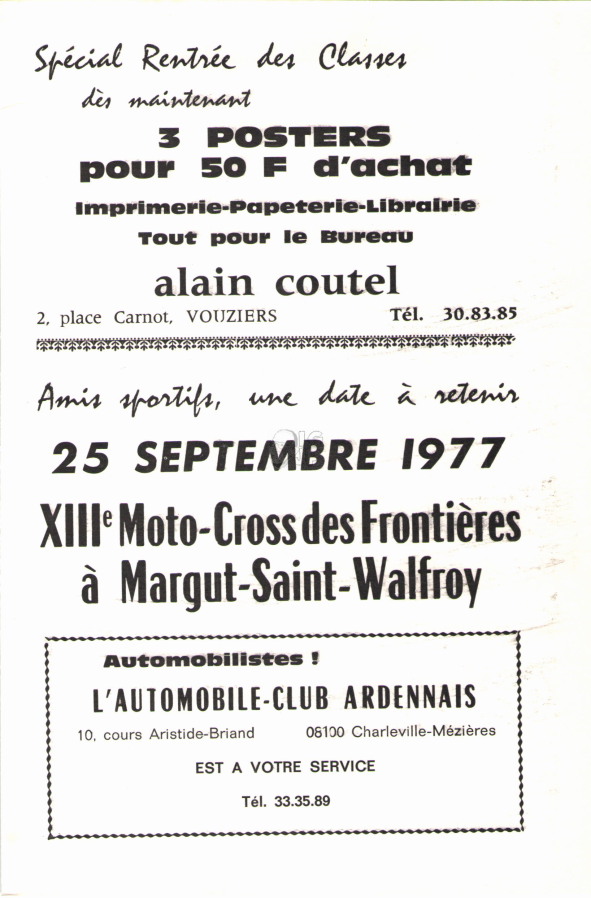 Spécial Rentrée des Classes
dès maintenant
3 POSTERS
pour 50 F d'achat
Imprimerie-Papeterie-Librairie
Tout pour le Bureau
alain coutel
2, place Carnot, VOUZIERS Tél. 30.83.85
Amis sportifs, une date à retenir
25 SEPTEMBRE 1977
XIIIe Moto-Cross des Frontières
à Margut-Saint-Walfroy
Automobilistes !
L'AUTOMOBILE-CLUB ARDENNAIS
10, cours Aristide-Briand 08100 Charleville-Mézières
EST A VOTRE SERVICE
Tél. 33.35.89